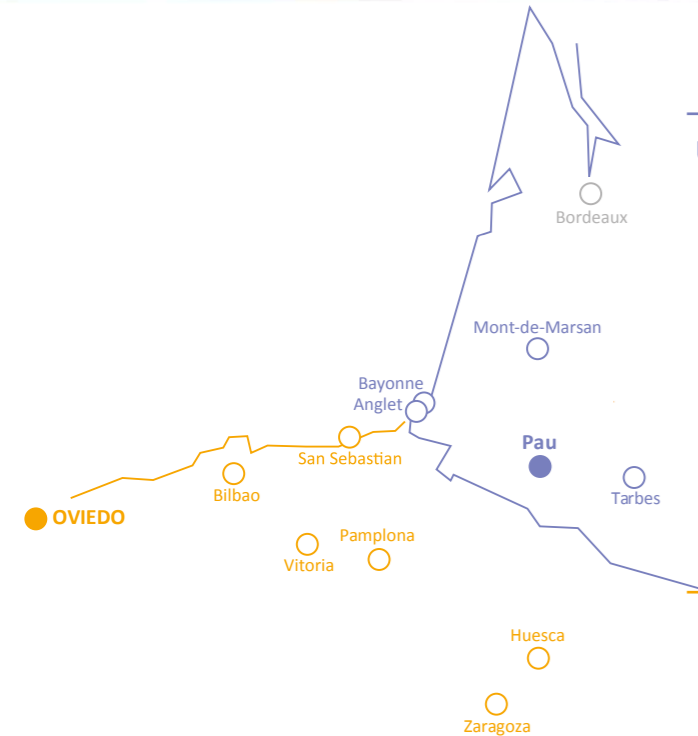 Bordeaux
Mont-de-Marsan
Bayonne
Anglet
Pau
San Sebastian
Tarbes
Bilbao
OVIEDO
Pamplona
Vitoria
Huesca
Zaragoza